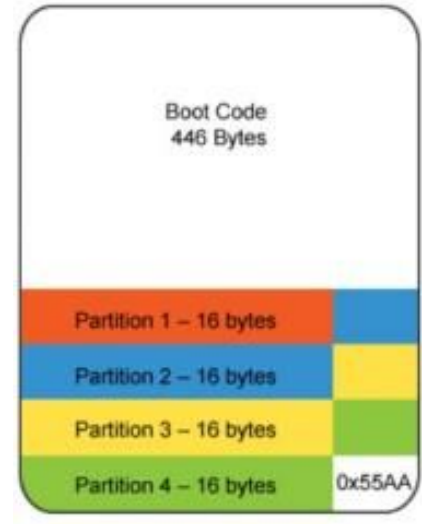 Boot Code
446 Bytes
Partition 1 – 16 bytes
Partition 2 – 16 bytes
Partition 3 – 16 bytes
Partition 4 – 16 bytes
0x55AA